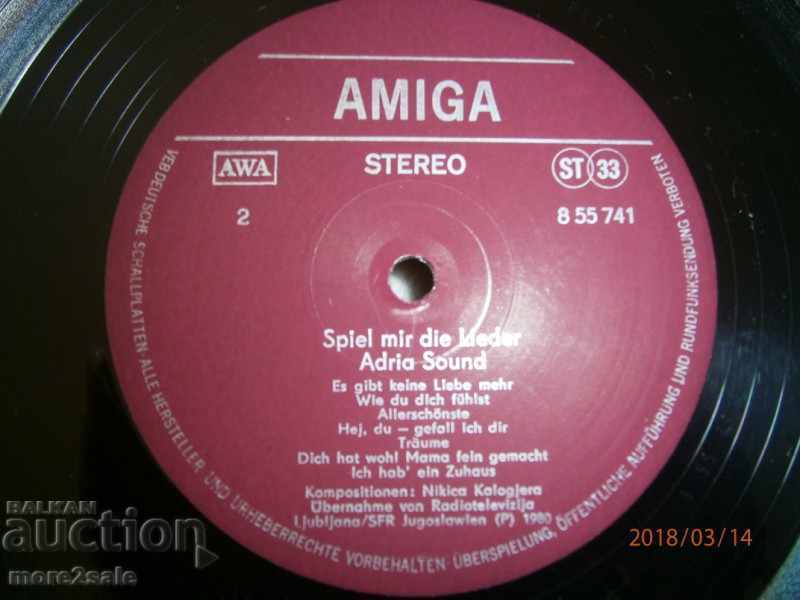 AMIGA
AWA
STEREO
ST 33
2
8 55 741
Spiel mir die Lieder
Adria Sound
Es gibt keine Liebe mehr
Wie du dich fühlst
Allerschönste
Hej, du – gefall ich dir
Träume
Dich hat wohl Mama fein gemacht
Ich hab' ein Zuhaus
Kompositionen: Nikica Kalogjera
Übernahme von Radiotelevizija
Ljubljana/SFR Jugoslawien (P) 1980
VEB DEUTSCHE SCHALLPLATTEN · ALLE HERSTELLER- UND URHEBERRECHTE VORBEHALTEN · ÜBERSPIELUNG, ÖFFENTLICHE AUFFÜHRUNG UND RUNDFUNKSENDUNG VERBOTEN
2018/03/14
BALKAN
auction
more2sale